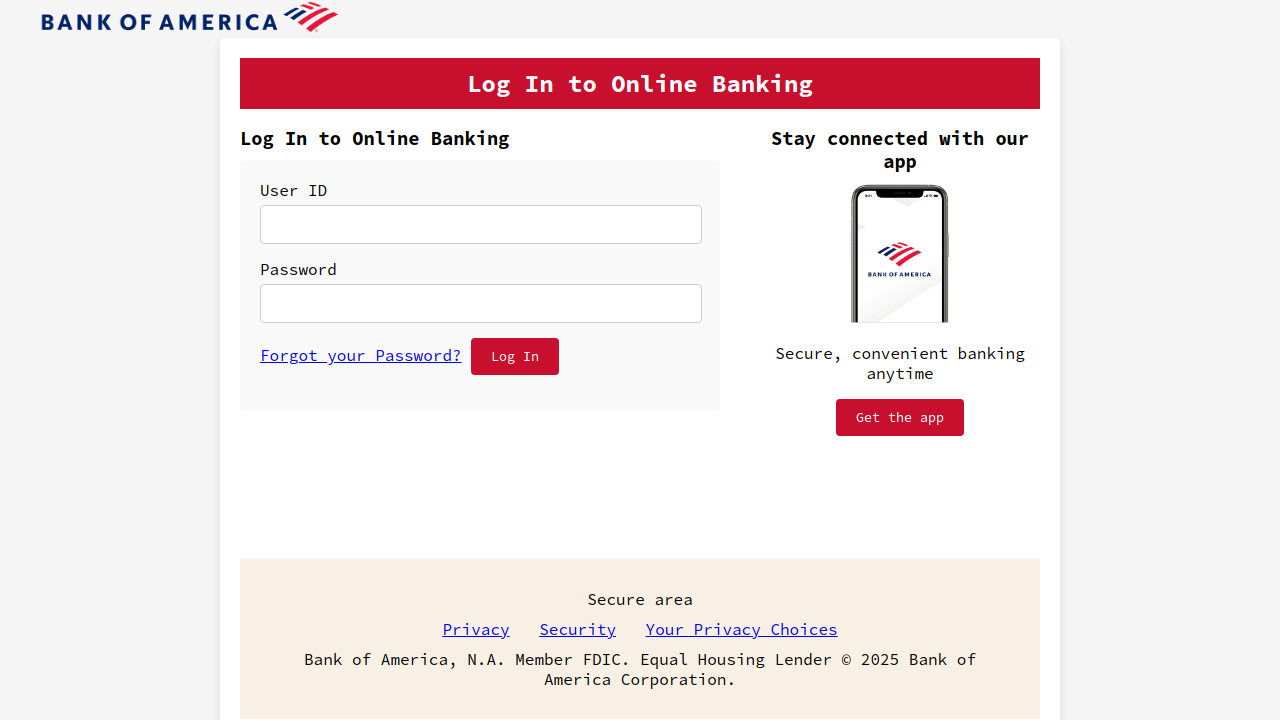 BANK OF AMERICA
Log In to Online Banking
Log In to Online Banking
User ID
Password
Forgot your Password?
Log In
Stay connected with our
app
BANK OF AMERICA
Secure, convenient banking
anytime
Get the app
Secure area
Privacy Security Your Privacy Choices
Bank of America, N.A. Member FDIC. Equal Housing Lender © 2025 Bank of
America Corporation.